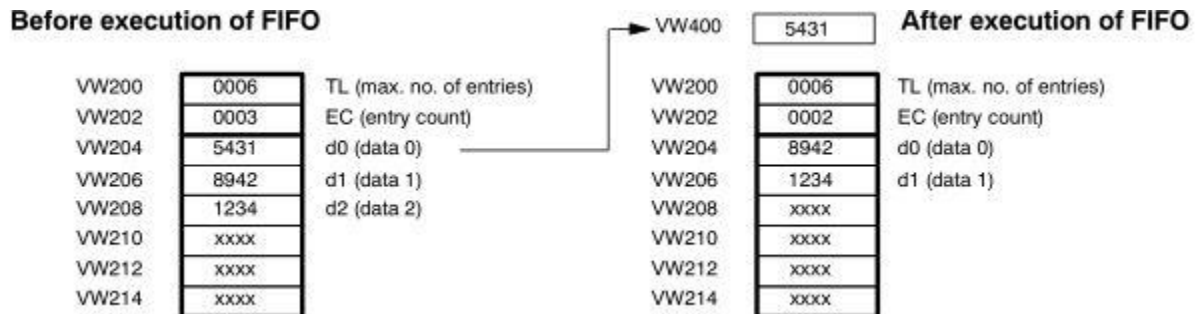 Before execution of FIFO
VW200 0006 TL (max. no. of entries)
VW202 0003 EC (entry count)
VW204 5431 d0 (data 0)
VW206 8942 d1 (data 1)
VW208 1234 d2 (data 2)
VW210 xxxx
VW212 xxxx
VW214 xxxx
VW400 5431 After execution of FIFO
VW200 0006 TL (max. no. of entries)
VW202 0002 EC (entry count)
VW204 8942 d0 (data 0)
VW206 1234 d1 (data 1)
VW208 xxxx
VW210 xxxx
VW212 xxxx
VW214 xxxx